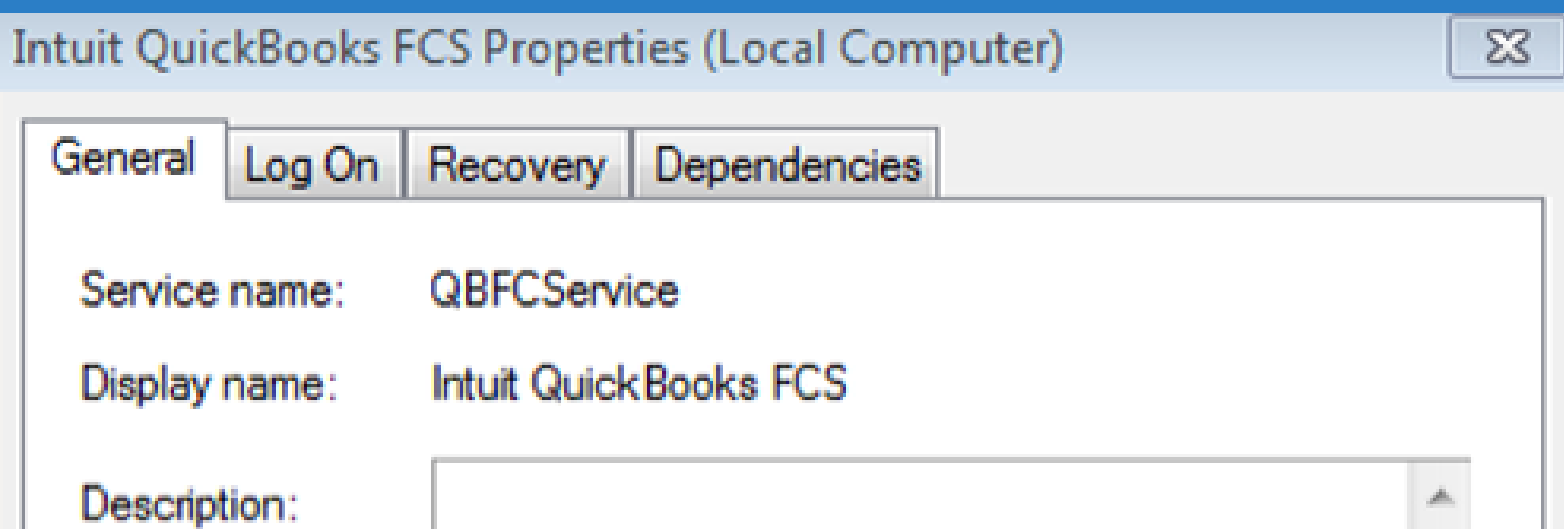 Intuit QuickBooks FCS Properties (Local Computer)
General Log On Recovery Dependencies
Service name: QBFCService
Display name: Intuit QuickBooks FCS
Description: